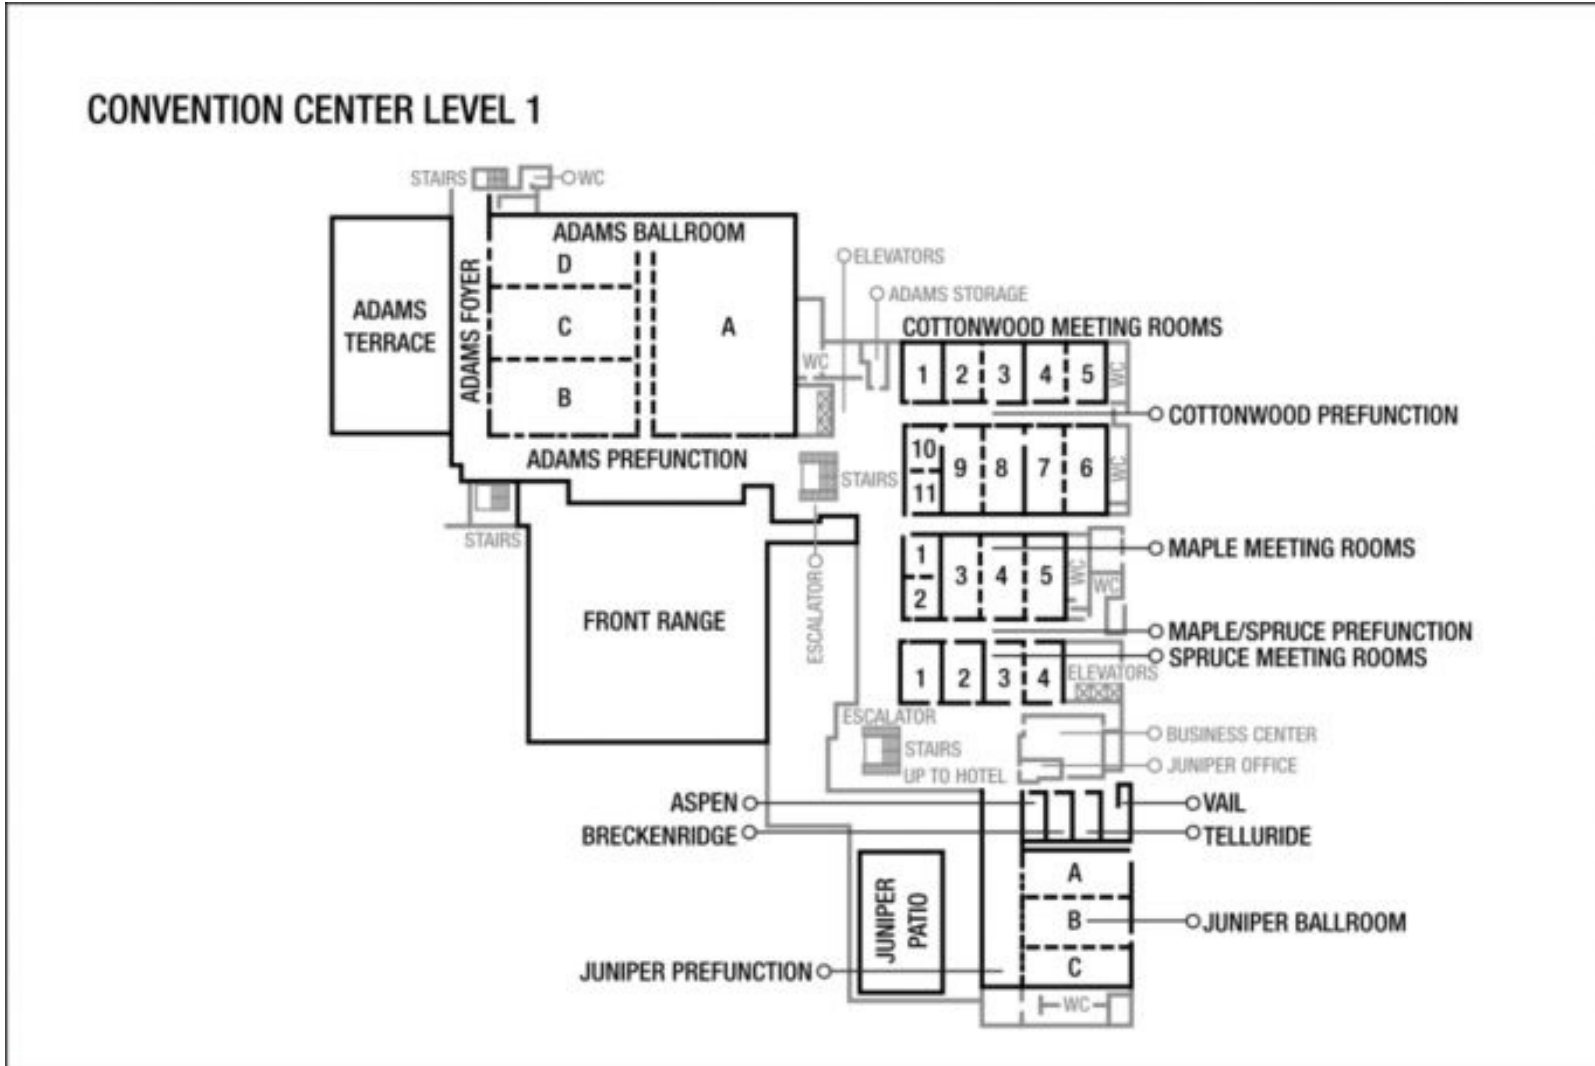 CONVENTION CENTER LEVEL 1
STAIRS
WC
ADAMS BALLROOM
D
C
B
A
ADAMS
TERRACE
ADAMS FOYER
ADAMS PREFUNCTION
ELEVATORS
ADAMS STORAGE
WC
STAIRS
STAIRS
ESCALATOR
FRONT RANGE
COTTONWOOD MEETING ROOMS
1 2 3 4 5
WC
COTTONWOOD PREFUNCTION
10 9 8 7 6
11
WC
MAPLE MEETING ROOMS
1 3 4 5
2
WC
WC
MAPLE/SPRUCE PREFUNCTION
SPRUCE MEETING ROOMS
1 2 3 4
ELEVATORS
ESCALATOR
STAIRS
UP TO HOTEL
BUSINESS CENTER
JUNIPER OFFICE
ASPEN
VAIL
BRECKENRIDGE
TELLURIDE
JUNIPER
PATIO
A
B
C
JUNIPER BALLROOM
JUNIPER PREFUNCTION
WC